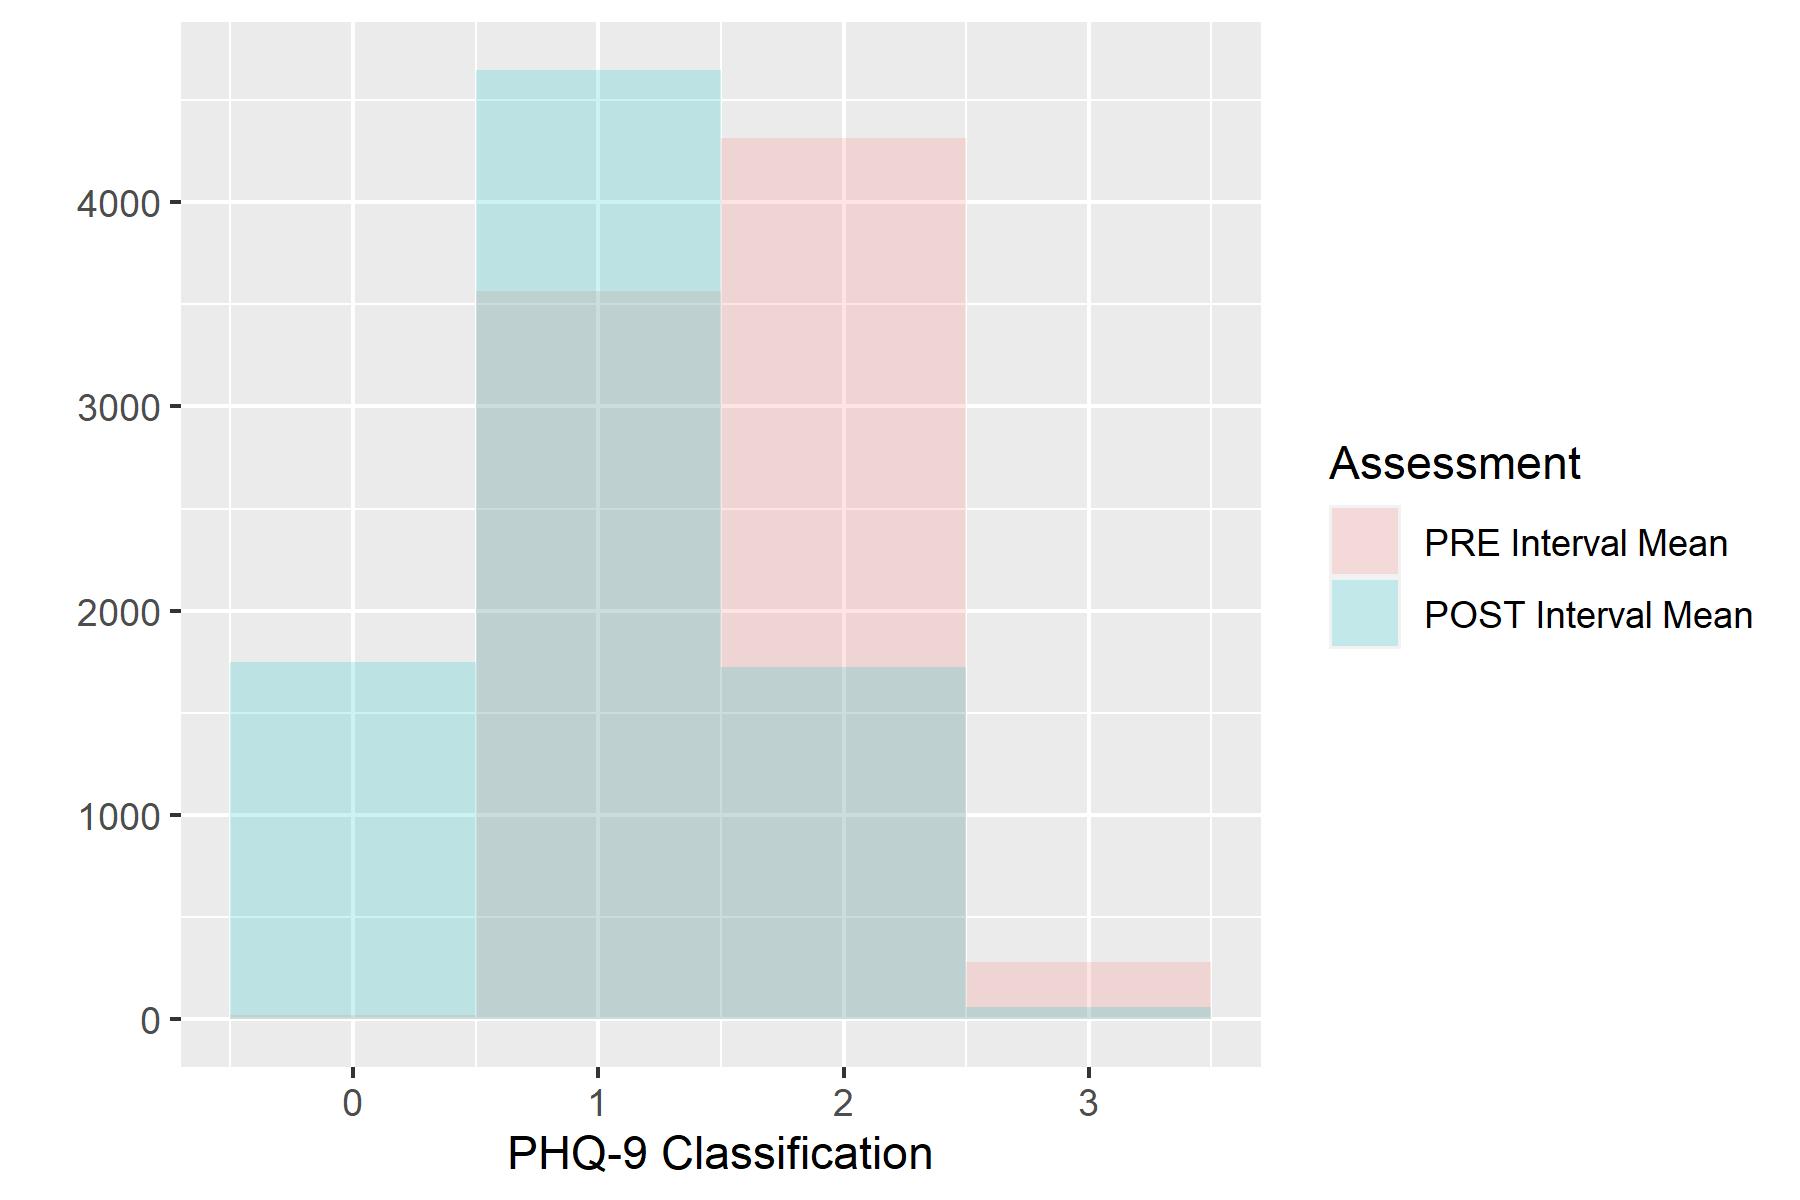 4000
3000
2000
1000
0
0 1 2 3
PHQ-9 Classification
Assessment
PRE Interval Mean
POST Interval Mean